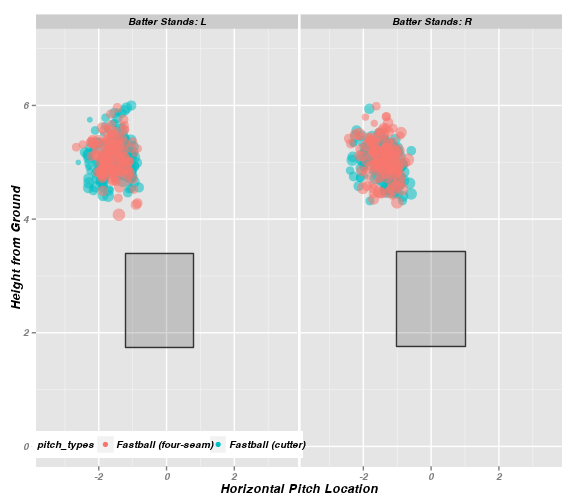 Batter Stands: L
Batter Stands: R
Height from Ground
6
4
2
0
pitch_types Fastball (four-seam) Fastball (cutter)
-2 0 2 -2 0 2
Horizontal Pitch Location